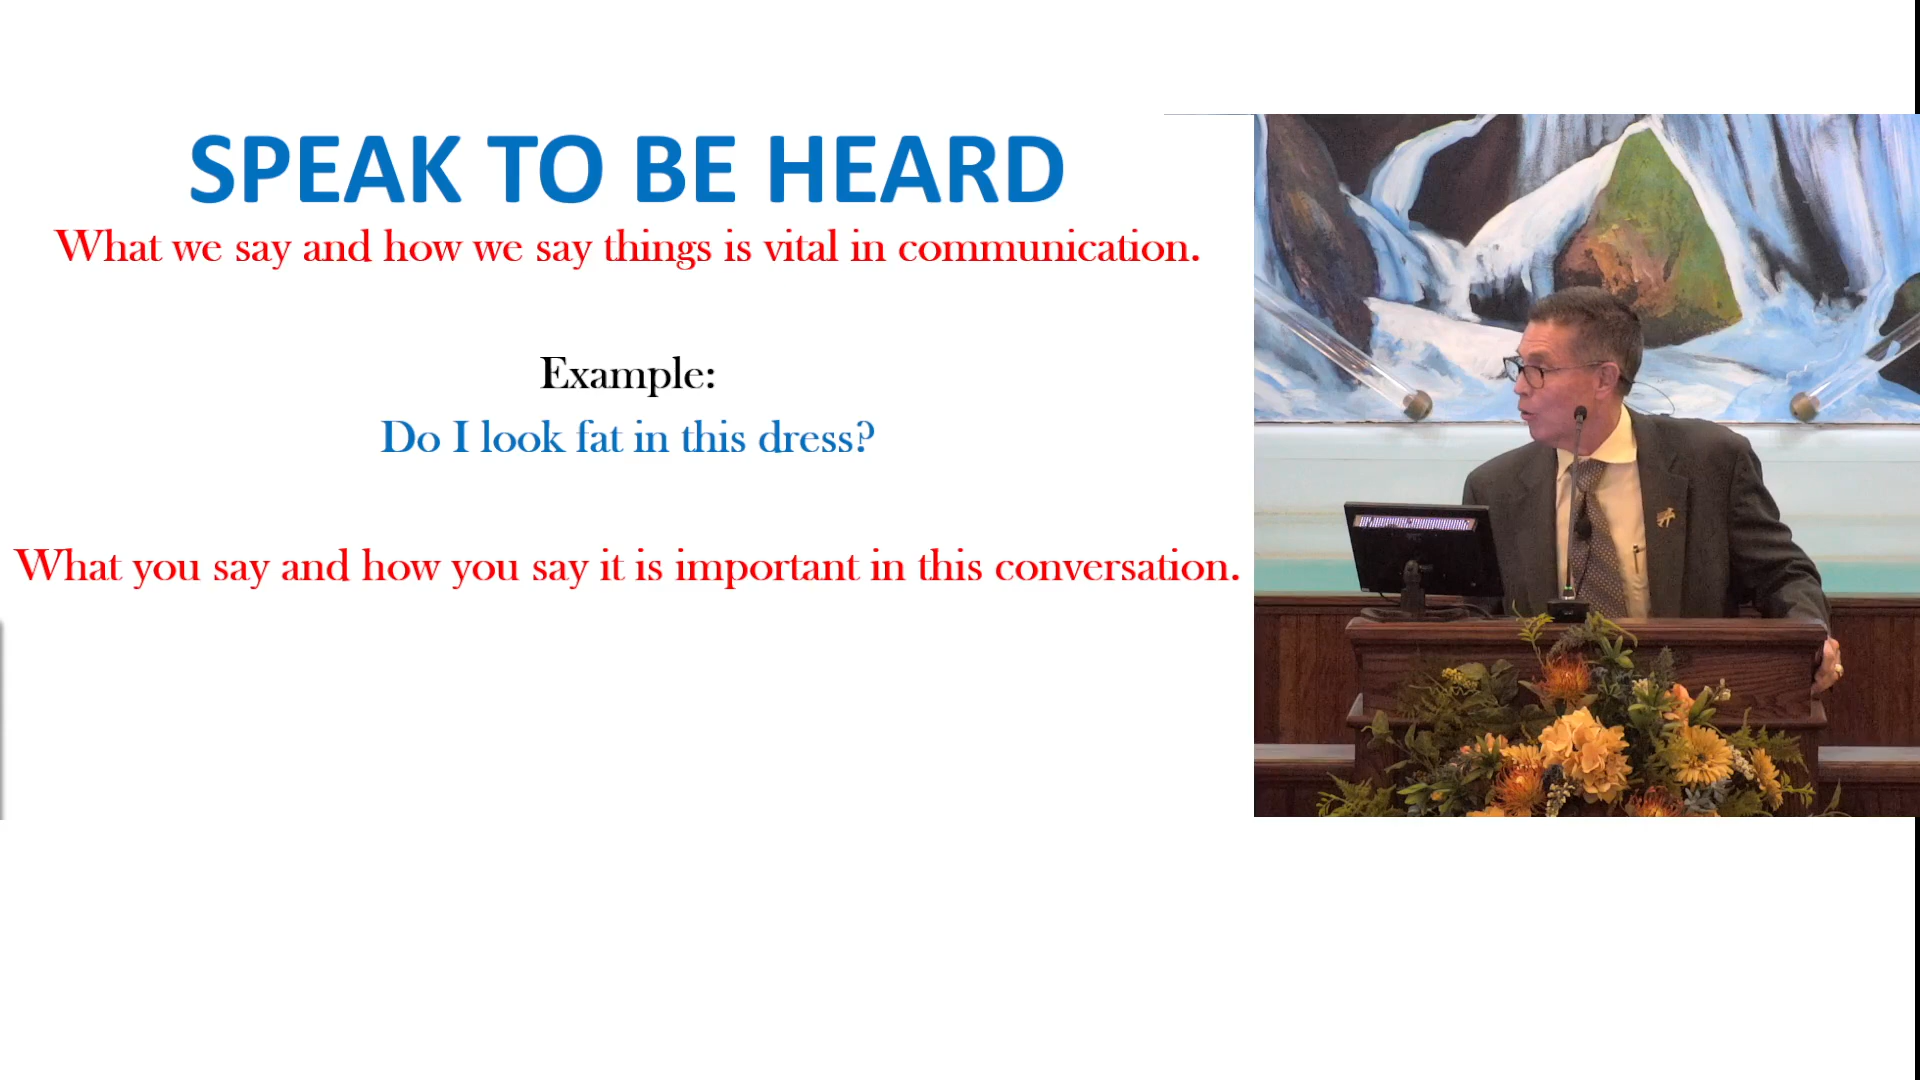 SPEAK TO BE HEARD
What we say and how we say things is vital in communication.
Example:
Do I look fat in this dress?
What you say and how you say it is important in this conversation.